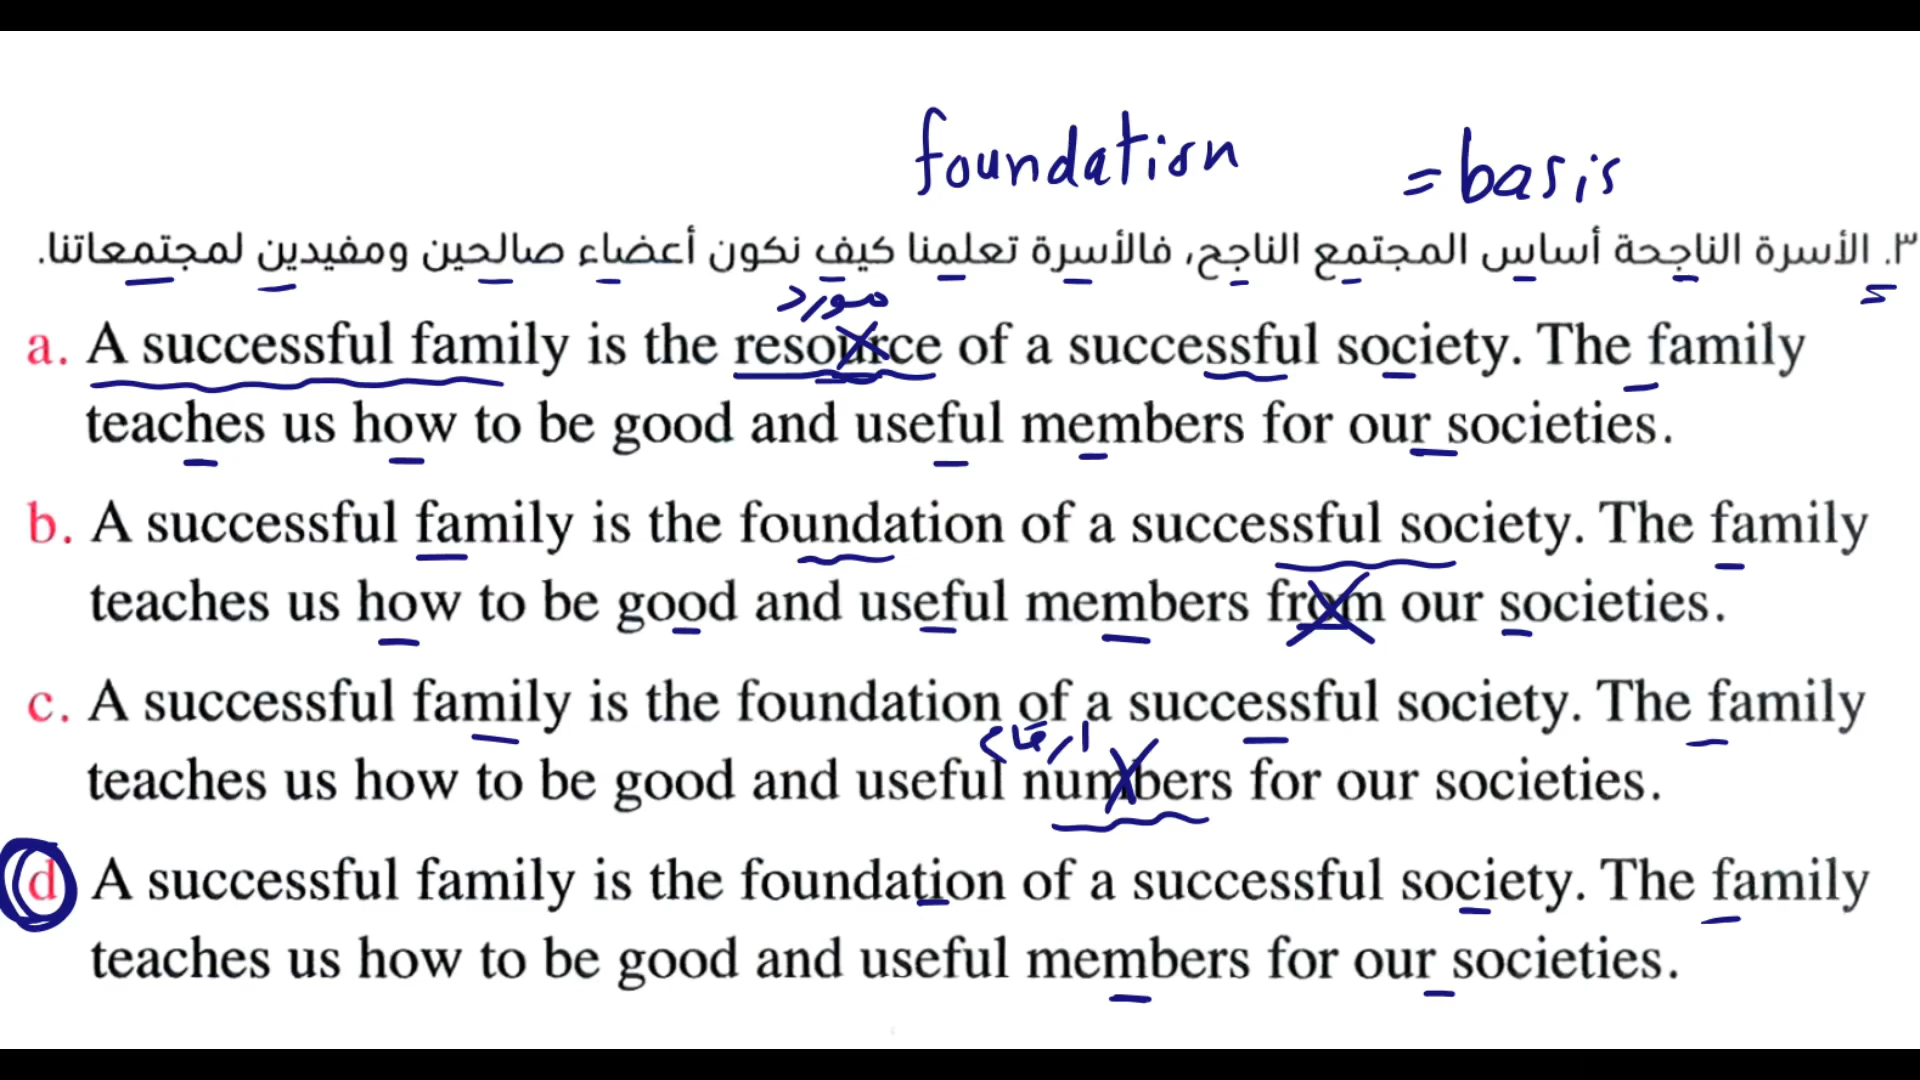 foundation = basis
٣. الأسرة الناجحة أساس المجتمع الناجح، فالأسرة تعلمنا كيف نكون أعضاء صالحين ومفيدين لمجتمعاتنا.
مورد
a. A successful family is the resource of a successful society. The family
teaches us how to be good and useful members for our societies.
b. A successful family is the foundation of a successful society. The family
teaches us how to be good and useful members from our societies.
c. A successful family is the foundation of a successful society. The family
ارقام
teaches us how to be good and useful numbers for our societies.
d A successful family is the foundation of a successful society. The family
teaches us how to be good and useful members for our societies.